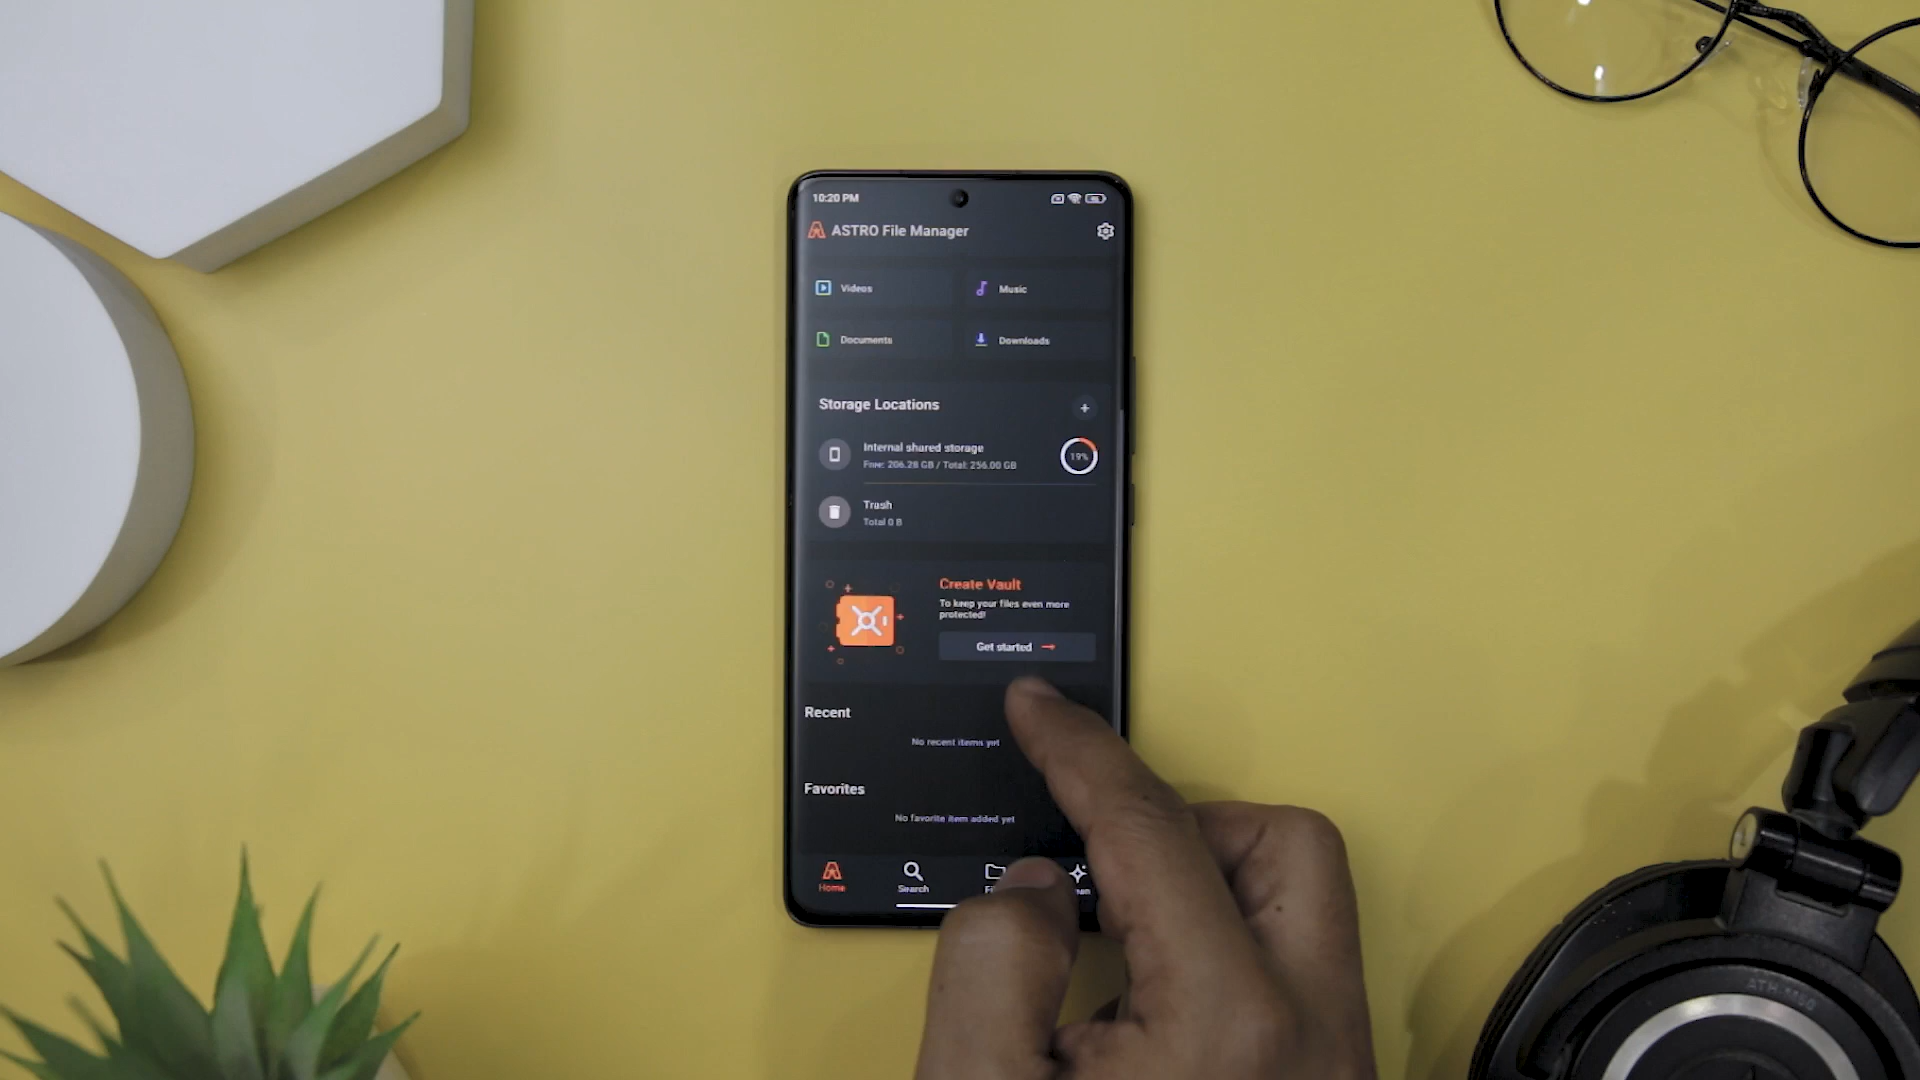 10:20 PM
ASTRO File Manager
Videos
Music
Documents
Downloads
Storage Locations
+
Internal shared storage
Free: 206.28 GB / Total: 256.00 GB
19%
Trash
Total 0 B
Create Vault
To keep your files even more
protected!
Get started →
Recent
No recent items yet
Favorites
No favorite item added yet
Home
Search
ATH-M50